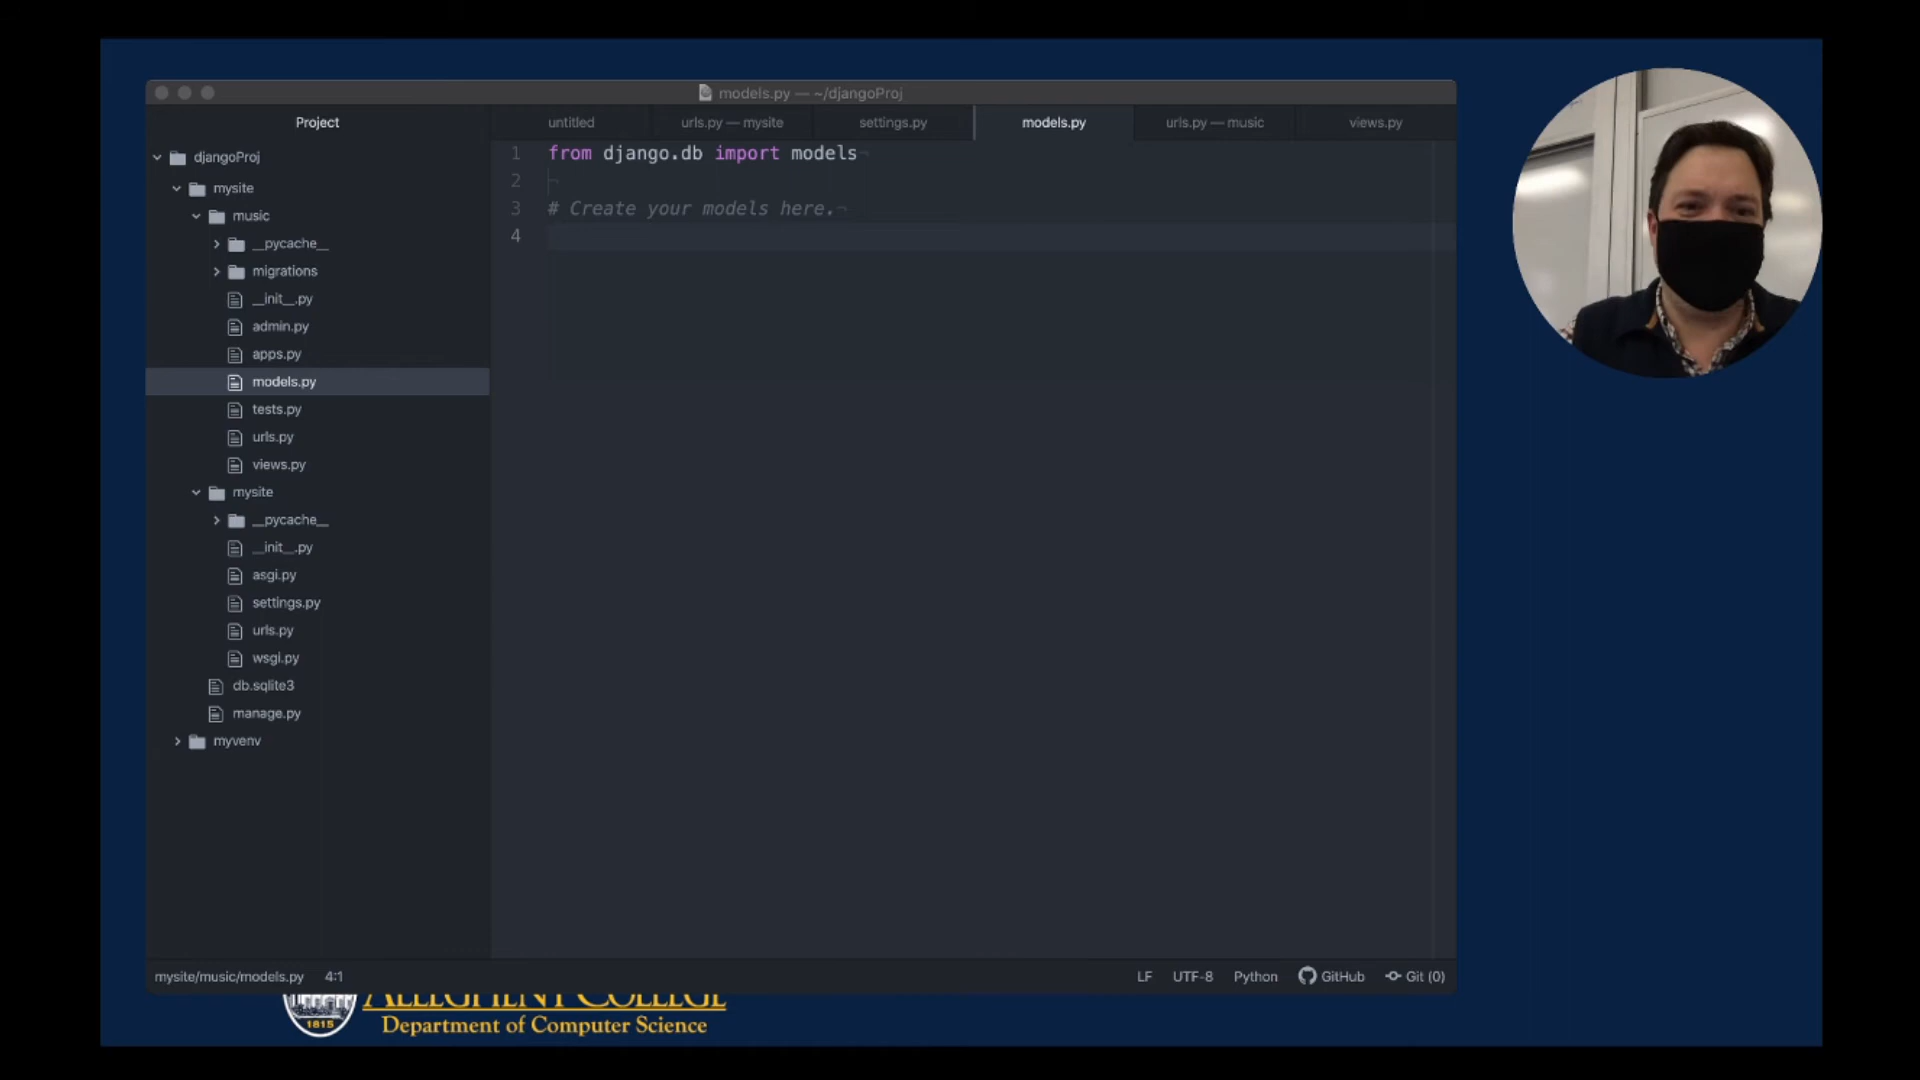 models.py — ~/djangoProj
Project
untitled
urls.py — mysite
settings.py
models.py
urls.py — music
views.py
djangoProj
mysite
music
__pycache__
migrations
__init__.py
admin.py
apps.py
models.py
tests.py
urls.py
views.py
mysite
__pycache__
__init__.py
asgi.py
settings.py
urls.py
wsgi.py
db.sqlite3
manage.py
myvenv
1 from django.db import models
2
3 # Create your models here.
4
mysite/music/models.py 4:1
LF UTF-8 Python GitHub Git (0)
ALLEGHENY COLLEGE
1815
Department of Computer Science